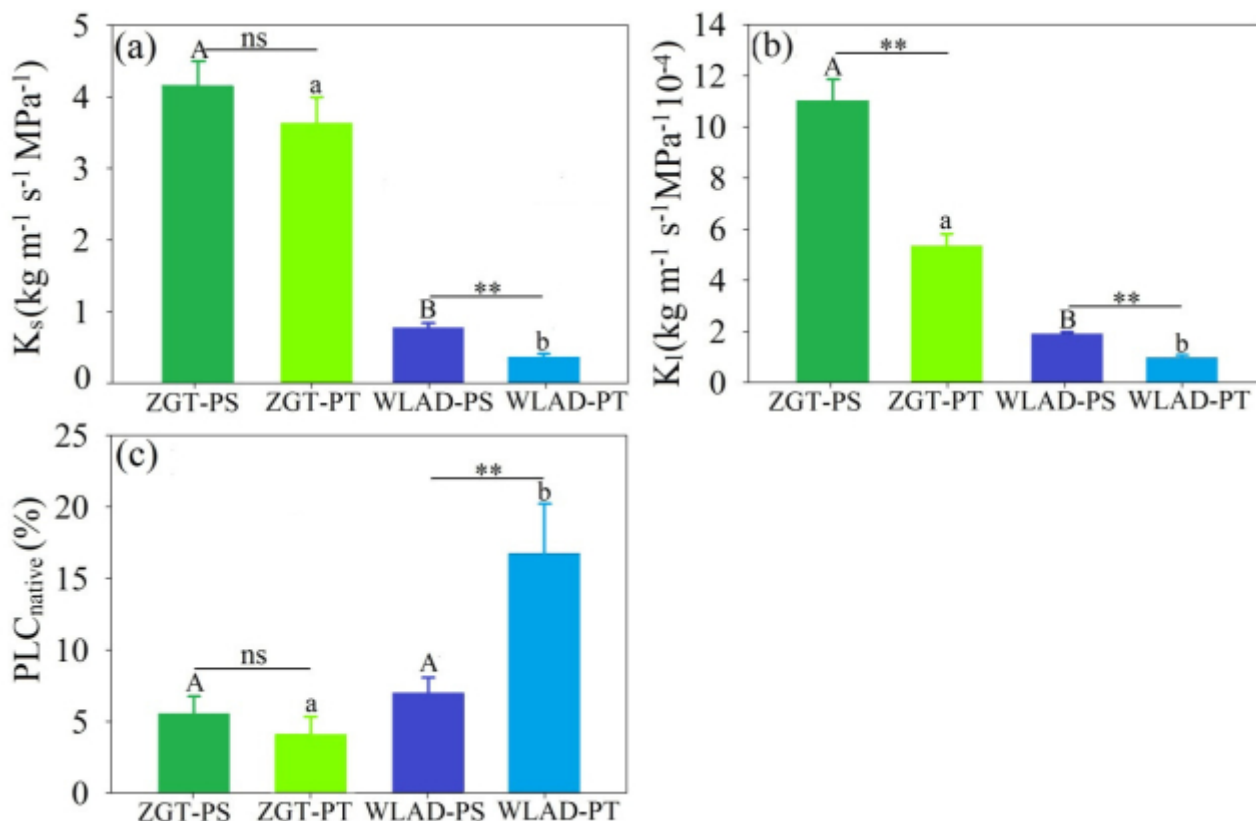 (a)
ns
A
a
B
**
b
5
4
3
2
1
0
Kₛ(kg m⁻¹ s⁻¹ MPa⁻¹)
ZGT-PS ZGT-PT WLAD-PS WLAD-PT
(b)
**
A
a
**
B
b
14
12
10
8
6
4
2
0
Kₗ(kg m⁻¹ s⁻¹MPa⁻¹10⁻⁴)
ZGT-PS ZGT-PT WLAD-PS WLAD-PT
(c)
**
b
ns
A
a
A
25
20
15
10
5
0
PLCnative(%)
ZGT-PS ZGT-PT WLAD-PS WLAD-PT